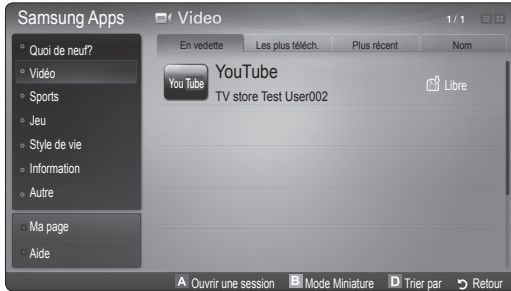 Samsung Apps
Video
1/1
Quoi de neuf?
Vidéo
Sports
Jeu
Style de vie
Information
Autre
Ma page
Aide
En vedette
Les plus téléch.
Plus récent
Nom
You Tube
YouTube
TV store Test User002
Libre
A Ouvrir une session
B Mode Miniature
D Trier par
Retour